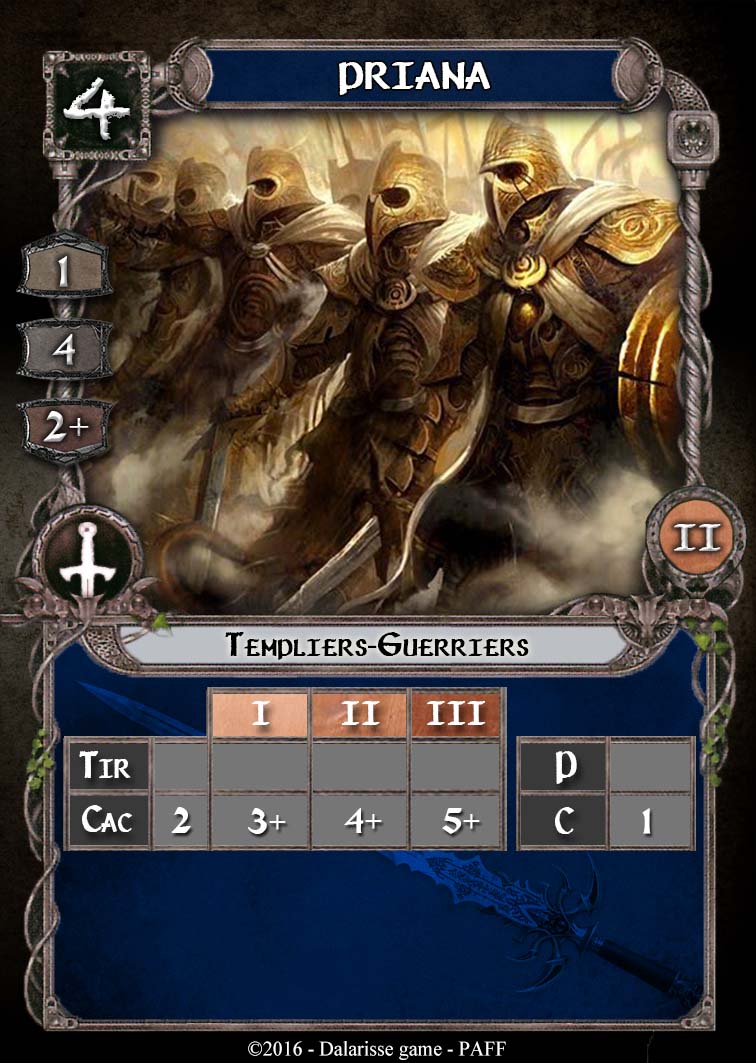 4
PRIANA
1
4
2+
II
Templiers-Guerriers
I II III
Tir P
Cac 2 3+ 4+ 5+ C 1
©2016 - Dalarisse game - PAFF